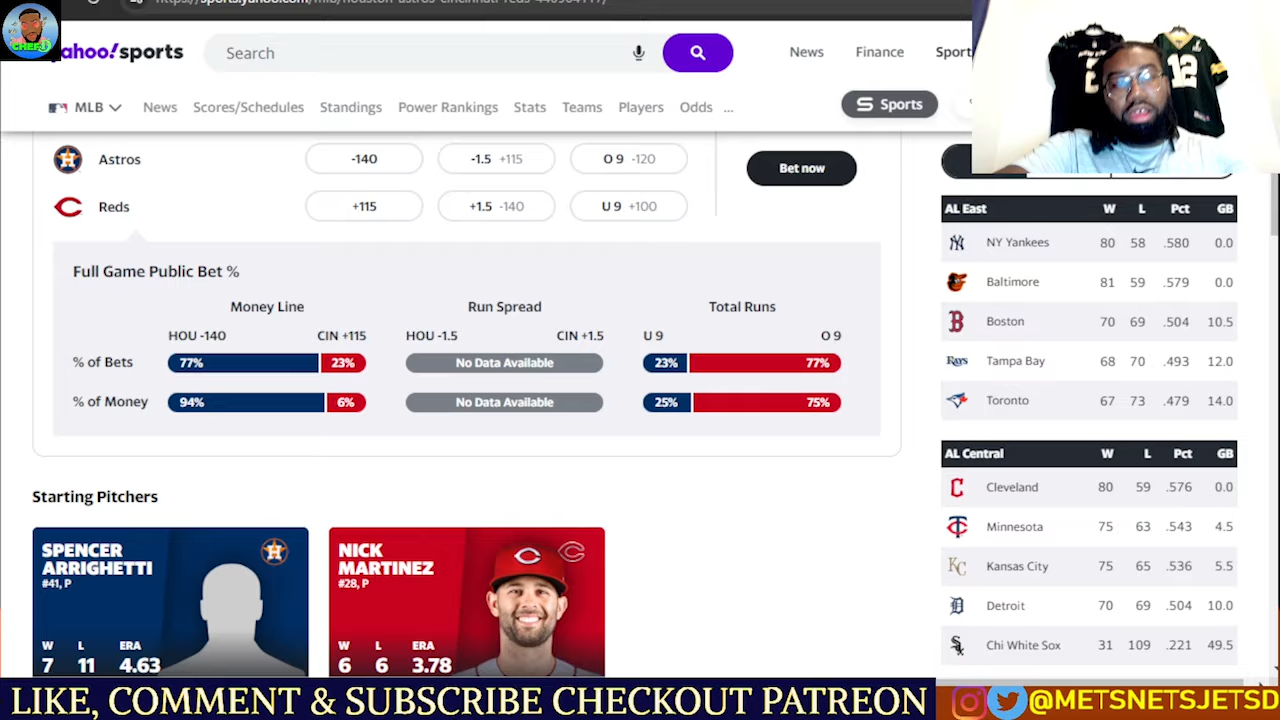 CHEF
yahoo!sports
Search
News
Finance
Sport
MLB
News
Scores/Schedules
Standings
Power Rankings
Stats
Teams
Players
Odds
...
S Sports
Astros
-140
-1.5 +115
O 9 -120
Bet now
Reds
+115
+1.5 -140
U 9 +100
Full Game Public Bet %
Money Line
Run Spread
Total Runs
HOU -140
CIN +115
HOU -1.5
CIN +1.5
U 9
O 9
% of Bets
77%
23%
No Data Available
23%
77%
% of Money
94%
6%
No Data Available
25%
75%
Starting Pitchers
SPENCER
ARRIGHETTI
#41, P
W L ERA
7 11 4.63
NICK
MARTINEZ
#28, P
W L ERA
6 6 3.78
12
AL East W L Pct GB
NY Yankees 80 58 .580 0.0
Baltimore 81 59 .579 0.0
Boston 70 69 .504 10.5
Rays Tampa Bay 68 70 .493 12.0
Toronto 67 73 .479 14.0
AL Central W L Pct GB
Cleveland 80 59 .576 0.0
Minnesota 75 63 .543 4.5
KC Kansas City 75 65 .536 5.5
Detroit 70 69 .504 10.0
Chi White Sox 31 109 .221 49.5
LIKE, COMMENT & SUBSCRIBE CHECKOUT PATREON
@METSNETSJETSD